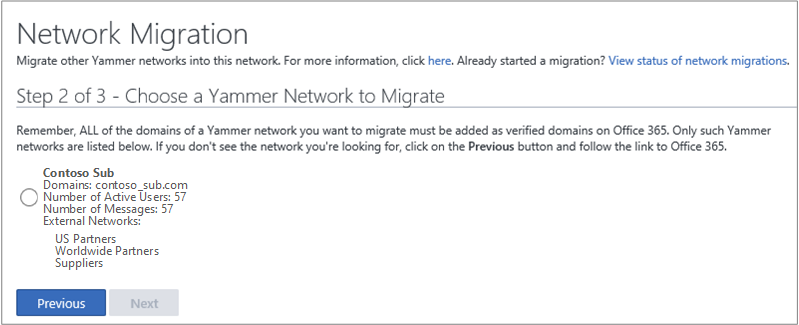 Network Migration
Migrate other Yammer networks into this network. For more information, click here. Already started a migration? View status of network migrations.
Step 2 of 3 - Choose a Yammer Network to Migrate
Remember, ALL of the domains of a Yammer network you want to migrate must be added as verified domains on Office 365. Only such Yammer
networks are listed below. If you don't see the network you're looking for, click on the Previous button and follow the link to Office 365.
Contoso Sub
Domains: contoso_sub.com
Number of Active Users: 57
Number of Messages: 57
External Networks:
US Partners
Worldwide Partners
Suppliers
Previous Next